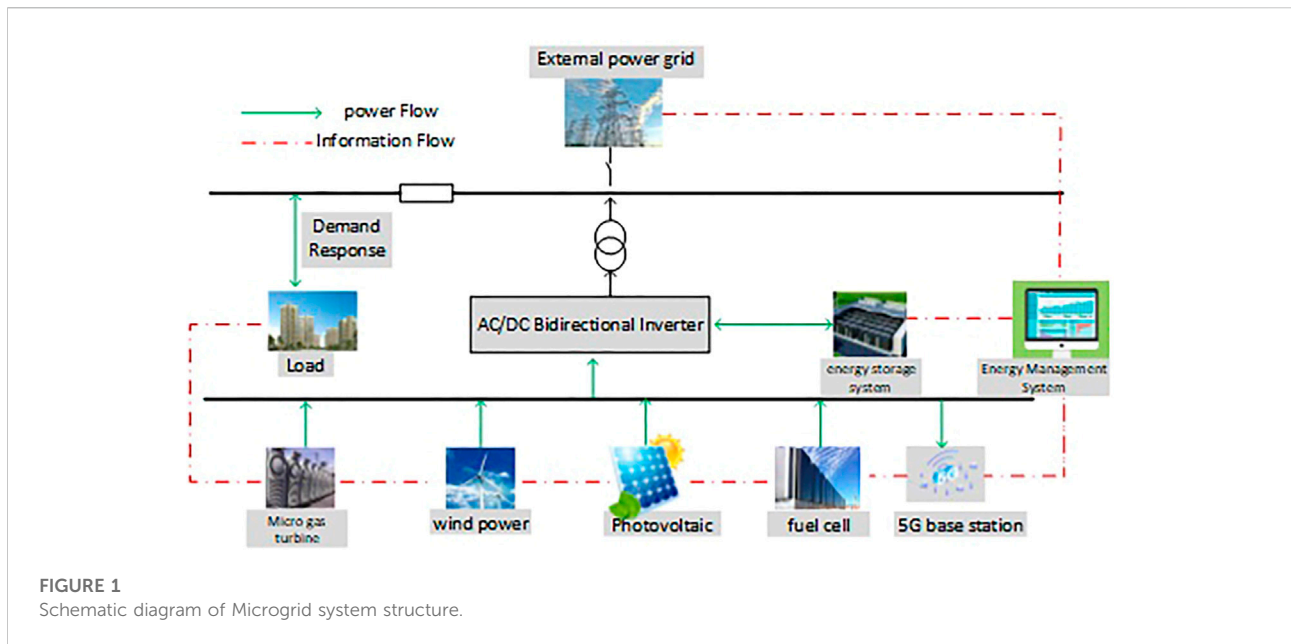 External power grid
power Flow
Information Flow
Demand
Response
AC/DC Bidirectional Inverter
Load
energy storage
system
Energy Management
System
Micro gas
turbine
wind power
Photovoltaic
fuel cell
5G base station
FIGURE 1
Schematic diagram of Microgrid system structure.